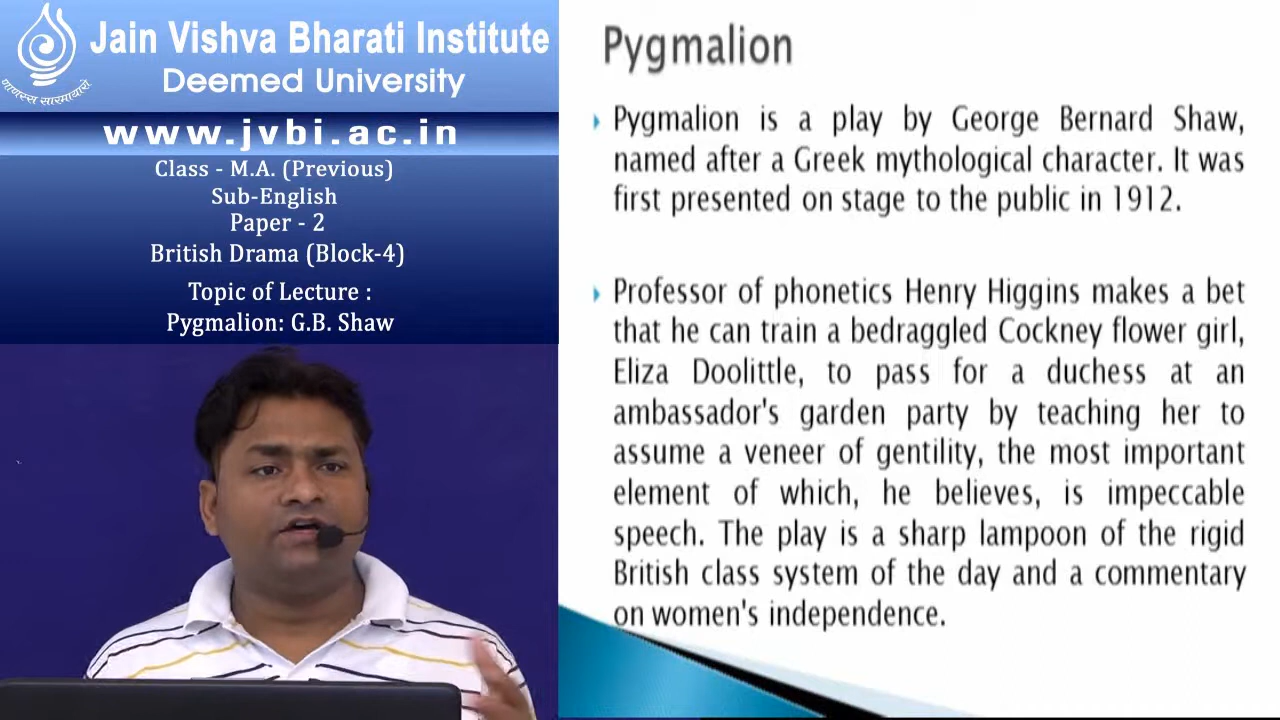 Jain Vishva Bharati Institute
Deemed University
णाणस्स सारमायारो
www.jvbi.ac.in
Class - M.A. (Previous)
Sub-English
Paper - 2
British Drama (Block-4)
Topic of Lecture :
Pygmalion: G.B. Shaw
Pygmalion
Pygmalion is a play by George Bernard Shaw,
named after a Greek mythological character. It was
first presented on stage to the public in 1912.
Professor of phonetics Henry Higgins makes a bet
that he can train a bedraggled Cockney flower girl,
Eliza Doolittle, to pass for a duchess at an
ambassador's garden party by teaching her to
assume a veneer of gentility, the most important
element of which, he believes, is impeccable
speech. The play is a sharp lampoon of the rigid
British class system of the day and a commentary
on women's independence.